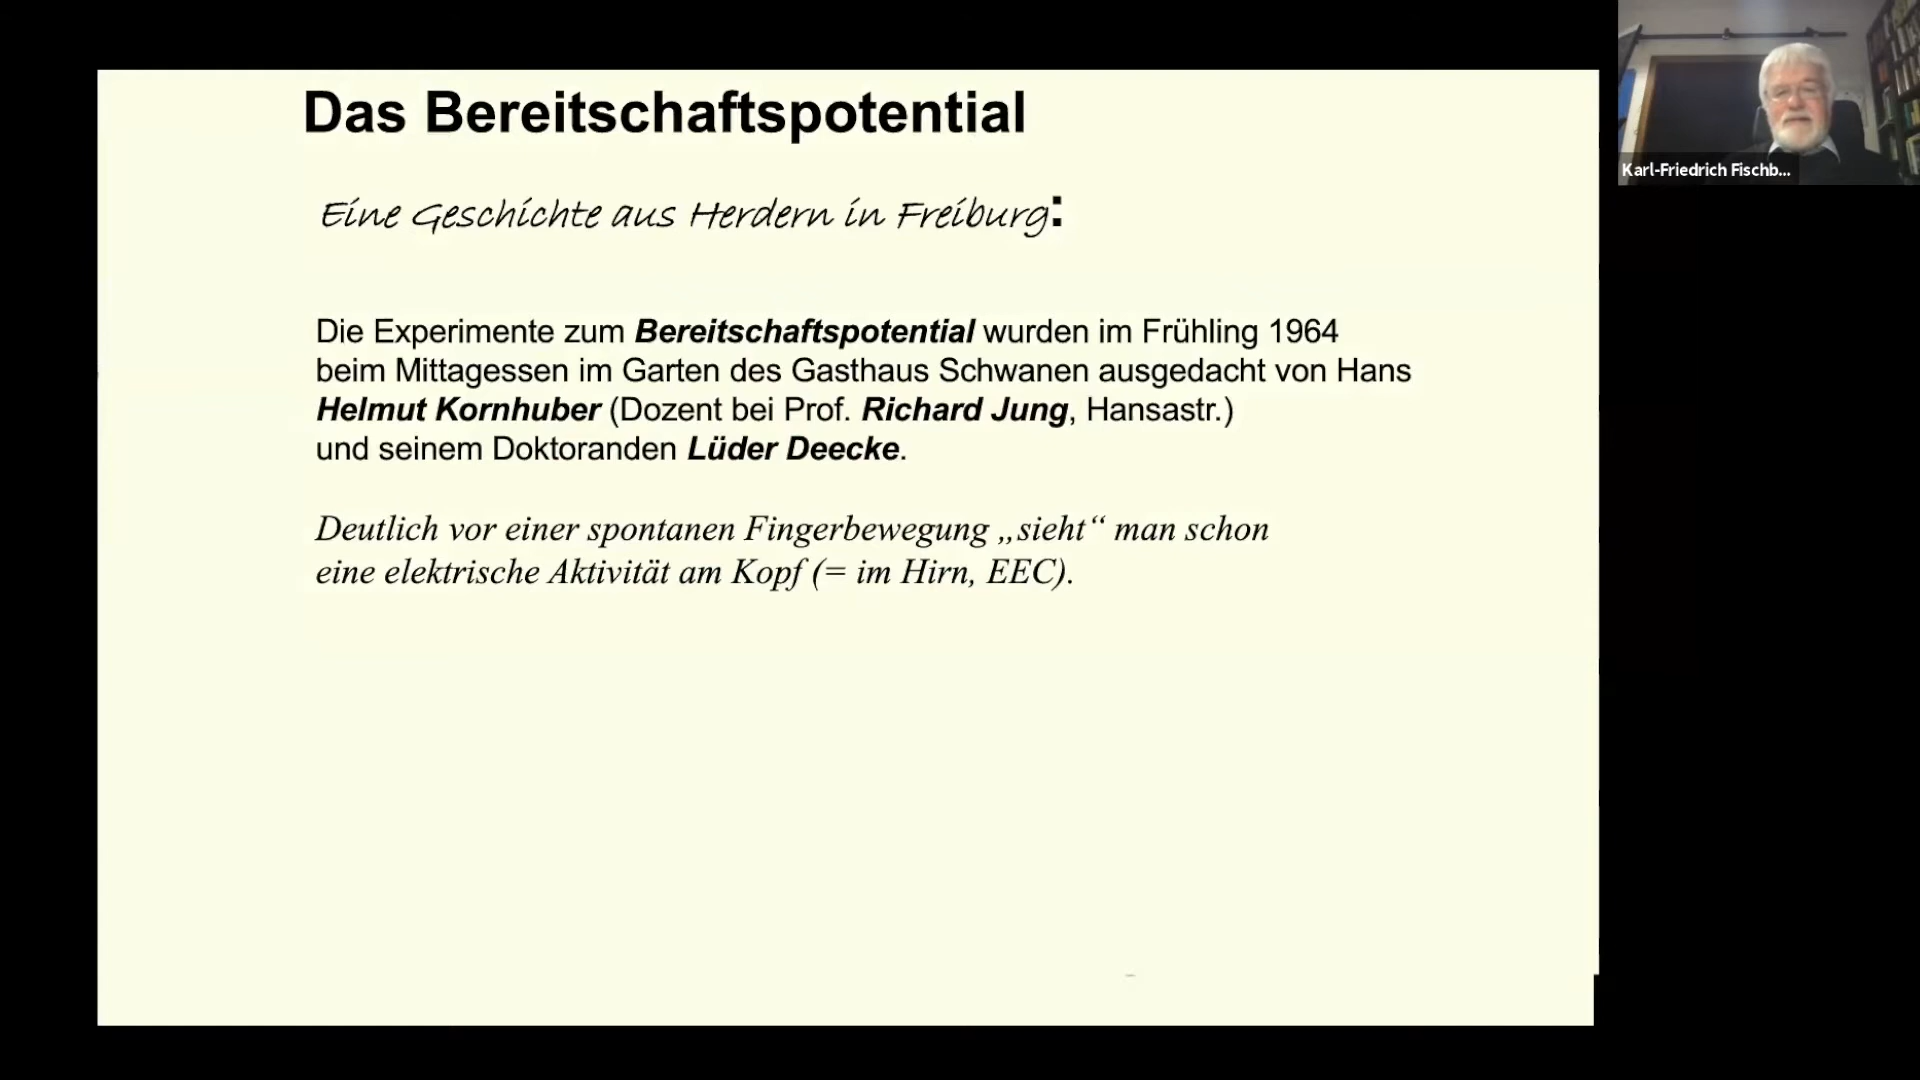 Das Bereitschaftspotential
Eine Geschichte aus Herdern in Freiburg:
Die Experimente zum Bereitschaftspotential wurden im Frühling 1964
beim Mittagessen im Garten des Gasthaus Schwanen ausgedacht von Hans
Helmut Kornhuber (Dozent bei Prof. Richard Jung, Hansastr.)
und seinem Doktoranden Lüder Deecke.
Deutlich vor einer spontanen Fingerbewegung „sieht“ man schon
eine elektrische Aktivität am Kopf (= im Hirn, EEC).
Karl-Friedrich Fischb...